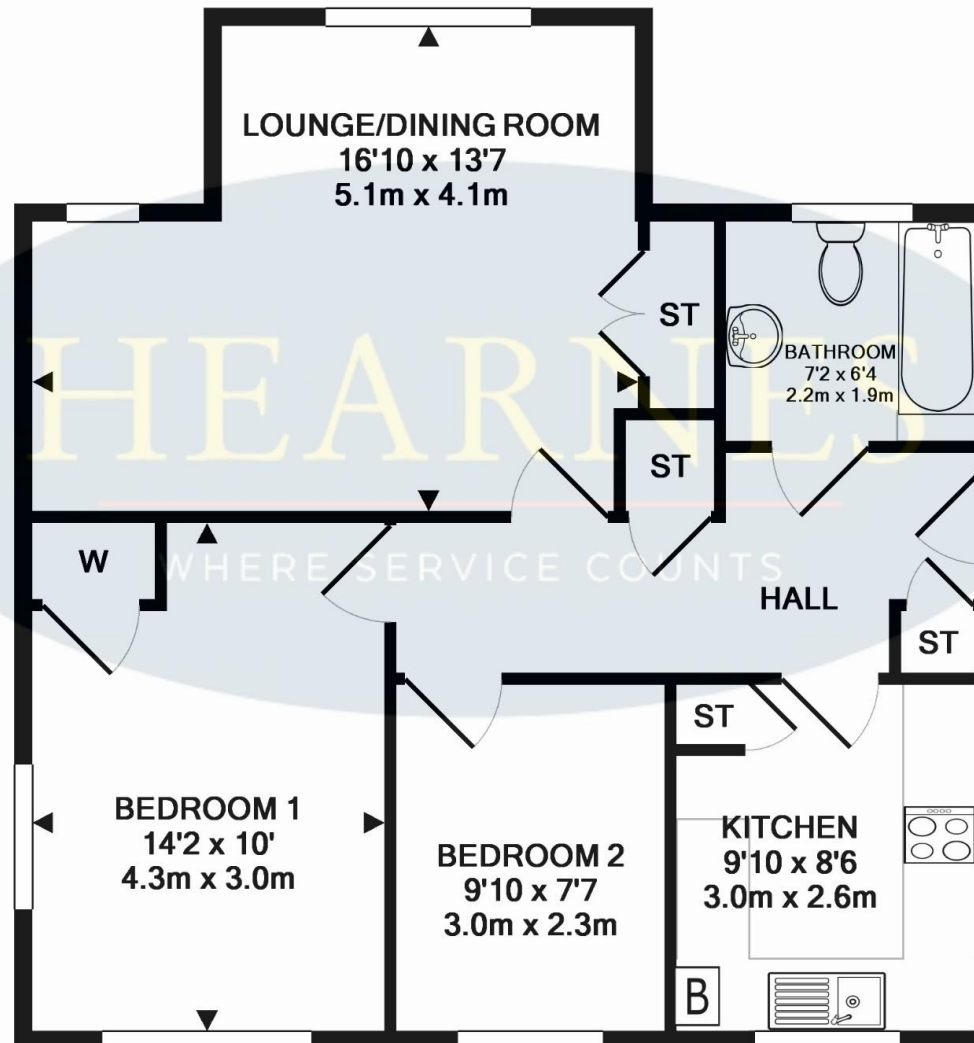 LOUNGE/DINING ROOM
16'10 x 13'7
5.1m x 4.1m
ST
BATHROOM
7'2 x 6'4
2.2m x 1.9m
HEARNES
ST
W
WHERE SERVICE COUNTS
HALL
ST
ST
BEDROOM 1
14'2 x 10'
4.3m x 3.0m
BEDROOM 2
9'10 x 7'7
3.0m x 2.3m
KITCHEN
9'10 x 8'6
3.0m x 2.6m
B